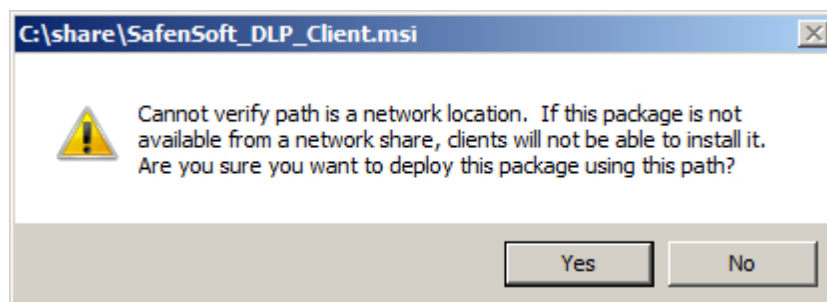 C:\share\SafenSoft_DLP_Client.msi
Cannot verify path is a network location.  If this package is not
available from a network share, clients will not be able to install it.
Are you sure you want to deploy this package using this path?
Yes
No